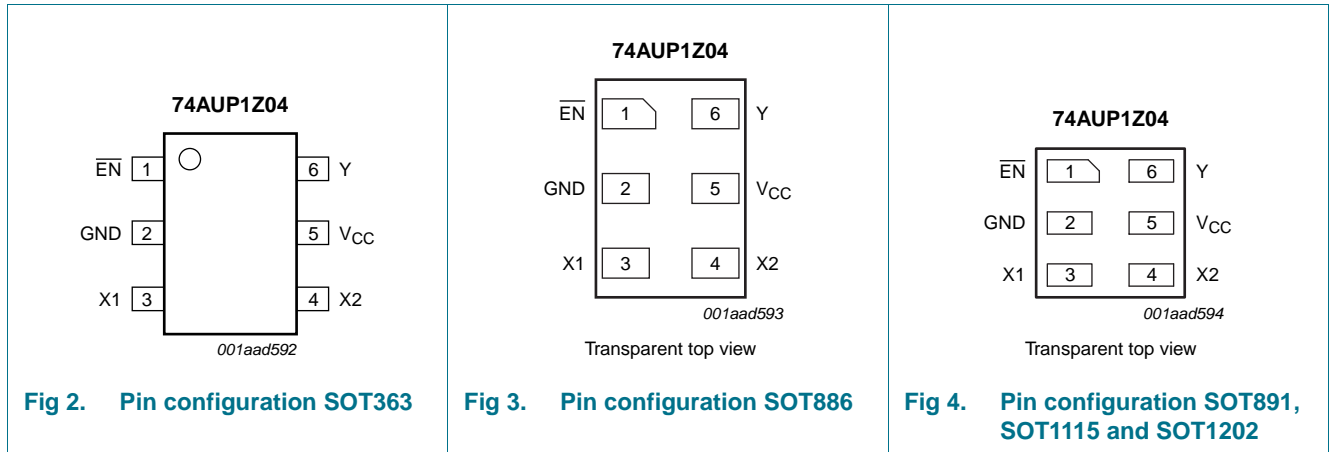 74AUP1Z04
EN 1 6 Y
GND 2 5 VCC
X1 3 4 X2
001aad592
Fig 2. Pin configuration SOT363
74AUP1Z04
EN 1 6 Y
GND 2 5 VCC
X1 3 4 X2
001aad593
Transparent top view
Fig 3. Pin configuration SOT886
74AUP1Z04
EN 1 6 Y
GND 2 5 VCC
X1 3 4 X2
001aad594
Transparent top view
Fig 4. Pin configuration SOT891,
SOT1115 and SOT1202